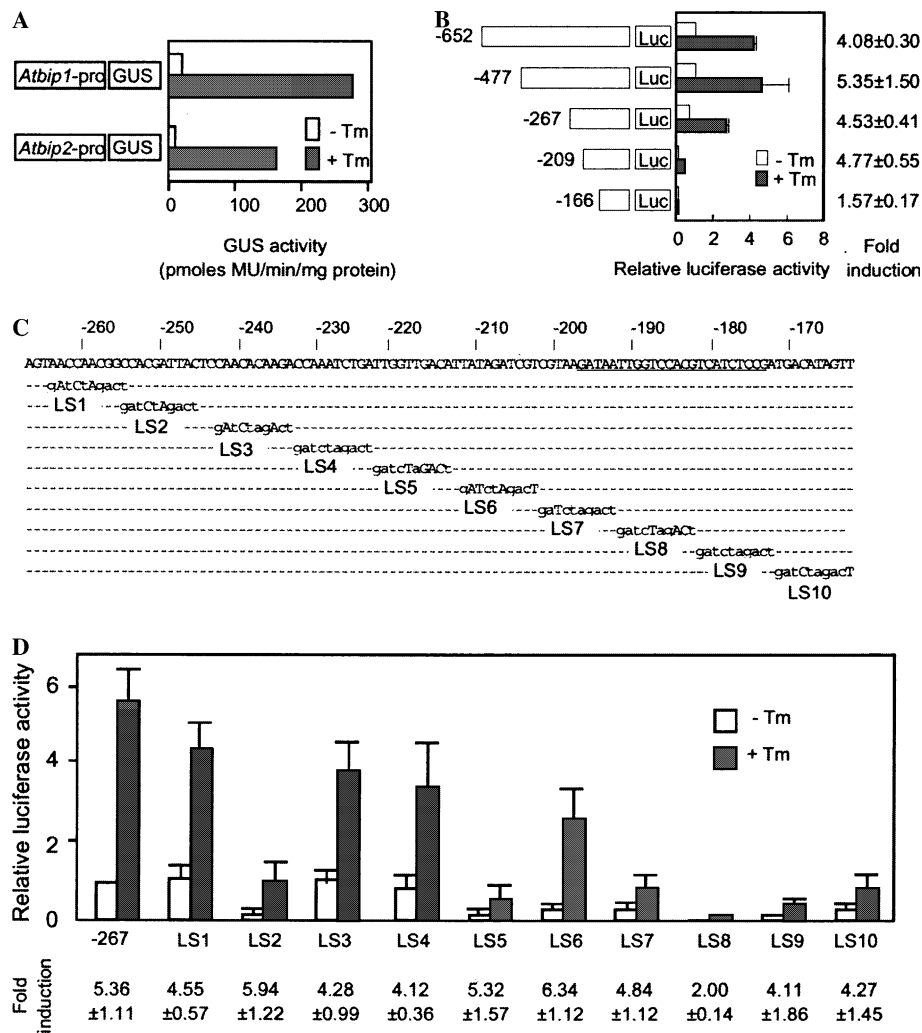 A
Atbip1-pro GUS
Atbip2-pro GUS
- Tm
+ Tm
0 100 200 300
GUS activity
(pmoles MU/min/mg protein)
B
-652 Luc 4.08±0.30
-477 Luc 5.35±1.50
-267 Luc 4.53±0.41
-209 Luc 4.77±0.55
-166 Luc 1.57±0.17
- Tm
+ Tm
0 2 4 6 8
Relative luciferase activity
Fold
induction
C
-260 -250 -240 -230 -220 -210 -200 -190 -180 -170
AGTAACCAACGGCCACGATTACTCCAACACAAGACCAAATCTGATTGGTTGACATTATAGATCGTCGTAAGATAATTGGTCCACGTCATCTCCGATGACATAGTT
gAtCtAgact
LS1
gatCtAgact
LS2
gAtCtagAct
LS3
gatctagact
LS4
gatcTaGACt
LS5
gATctAgacT
LS6
gaTctagact
LS7
gatcTagACt
LS8
gatctagact
LS9
gatCtagacT
LS10
D
Relative luciferase activity
6
4
2
0
- Tm
+ Tm
-267 LS1 LS2 LS3 LS4 LS5 LS6 LS7 LS8 LS9 LS10
Fold
induction
5.36 4.55 5.94 4.28 4.12 5.32 6.34 4.84 2.00 4.11 4.27
±1.11 ±0.57 ±1.22 ±0.99 ±0.36 ±1.57 ±1.12 ±1.12 ±0.14 ±1.86 ±1.45